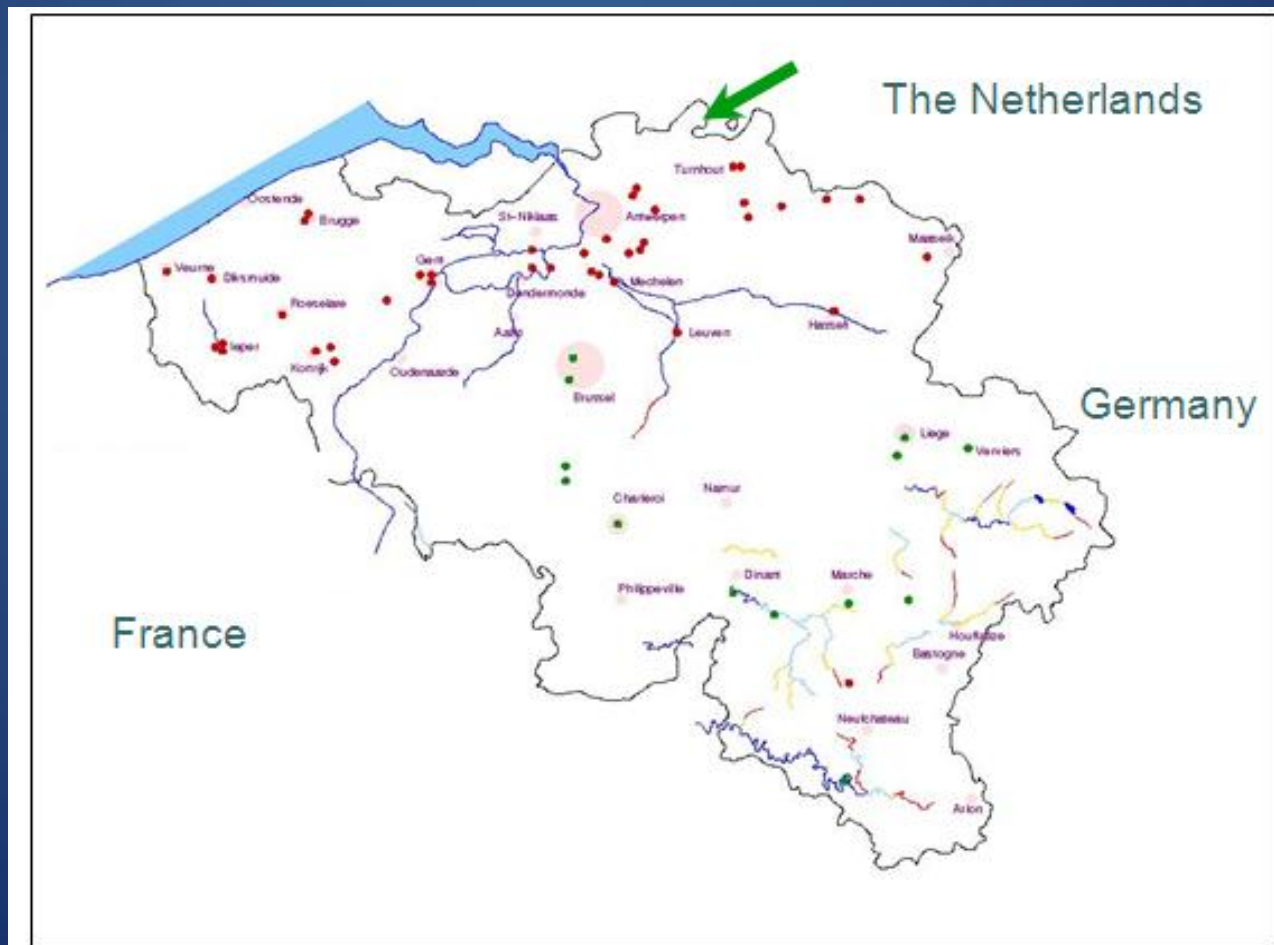 The Netherlands
Turnhout
Oostende
Brugge
St-Niklaas
Antwerpen
Maaseik
Veurne
Diksmuide
Gent
Dendermonde
Mechelen
Roeselare
Ieper
Kortrijk
Oudenaarde
Aalst
Leuven
Hasselt
Brussel
Germany
Liege
Verviers
Charleroi
Namur
Dinant
Marche
Philippeville
France
Houffalize
Bastogne
Neufchateau
Arlon